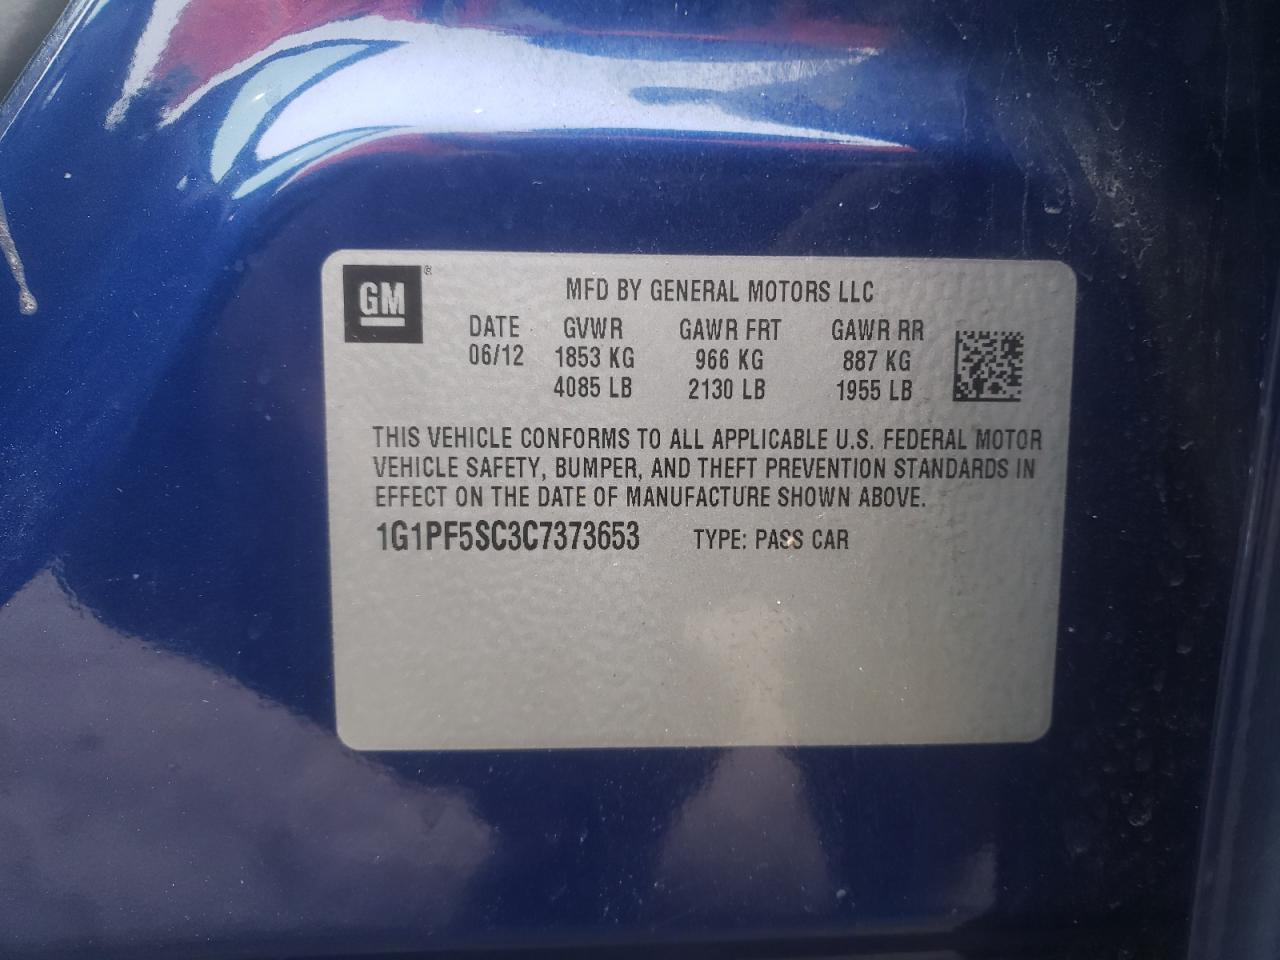 GM®
MFD BY GENERAL MOTORS LLC
DATE GVWR GAWR FRT GAWR RR
06/12 1853 KG 966 KG 887 KG
4085 LB 2130 LB 1955 LB
THIS VEHICLE CONFORMS TO ALL APPLICABLE U.S. FEDERAL MOTOR
VEHICLE SAFETY, BUMPER, AND THEFT PREVENTION STANDARDS IN
EFFECT ON THE DATE OF MANUFACTURE SHOWN ABOVE.
1G1PF5SC3C7373653 TYPE: PASS CAR